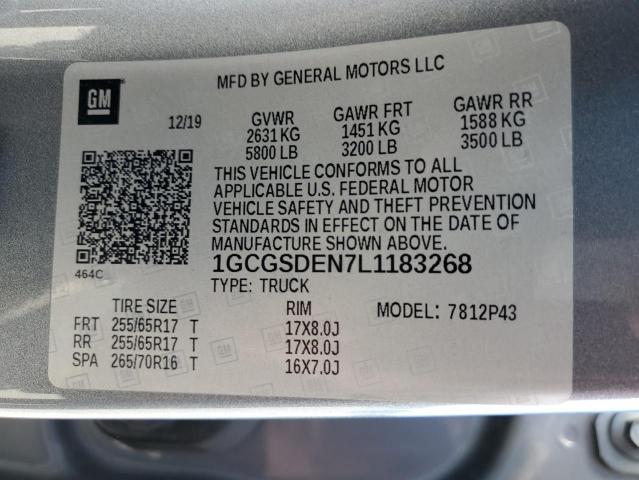 GM
MFD BY GENERAL MOTORS LLC
12/19 GVWR GAWR FRT GAWR RR
2631 KG 1451 KG 1588 KG
5800 LB 3200 LB 3500 LB
THIS VEHICLE CONFORMS TO ALL
APPLICABLE U.S. FEDERAL MOTOR
VEHICLE SAFETY AND THEFT PREVENTION
STANDARDS IN EFFECT ON THE DATE OF
MANUFACTURE SHOWN ABOVE.
464C
1GCGSDEN7L1183268
TYPE: TRUCK
TIRE SIZE RIM MODEL: 7812P43
FRT 255/65R17 T 17X8.0J
RR 255/65R17 T 17X8.0J
SPA 265/70R16 T 16X7.0J